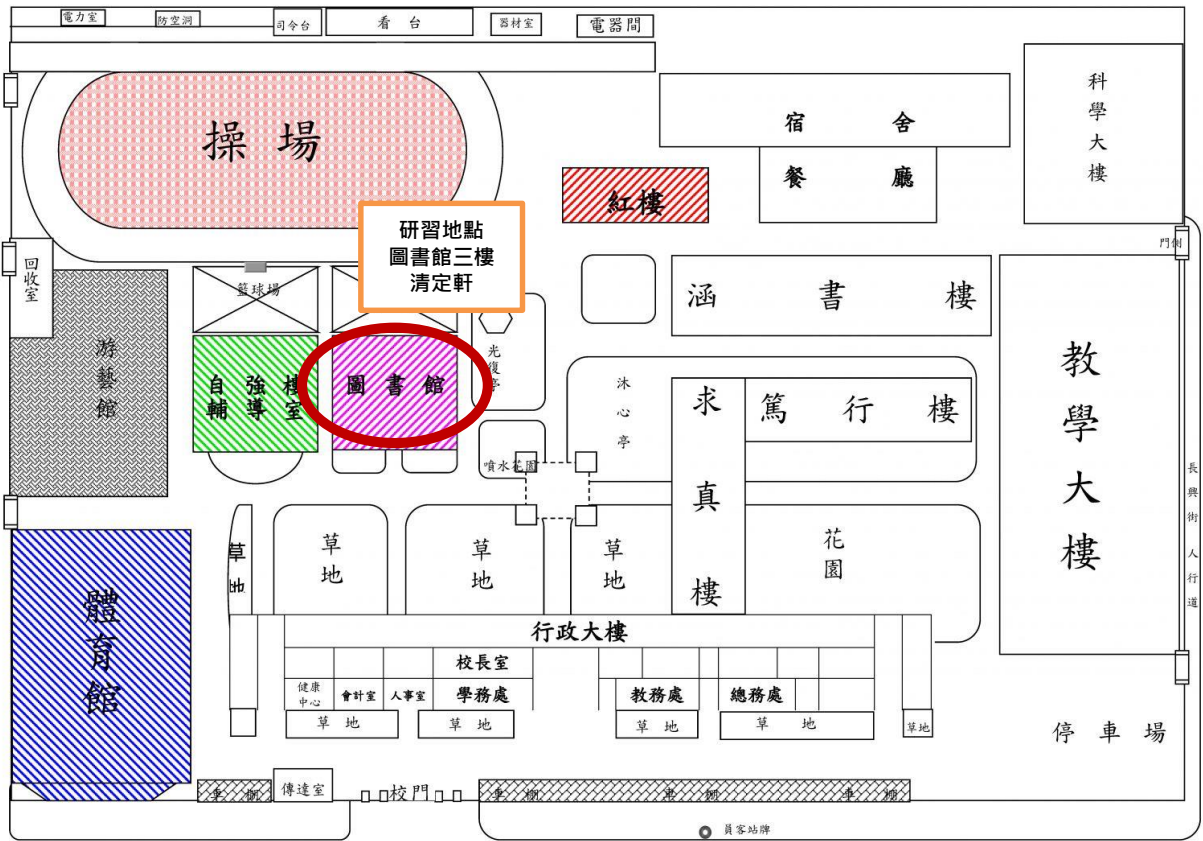 電力室
防空洞
司令台
看台
器材室
電器間
操場
宿舍
餐廳
科學大樓
紅樓
研習地點
圖書館三樓
清定軒
門側
回收室
籃球場
涵書樓
游藝館
自強樓
輔導室
圖書館
光復亭
沐心亭
求真樓
篤行樓
教學大樓
噴水花園
長興街人行道
草地
草地
草地
草地
花園
體育館
行政大樓
校長室
健康中心
會計室
人事室
學務處
教務處
總務處
草地
草地
草地
草地
草地
停車場
車棚
傳達室
校門
車棚
車棚
車棚
員客站牌